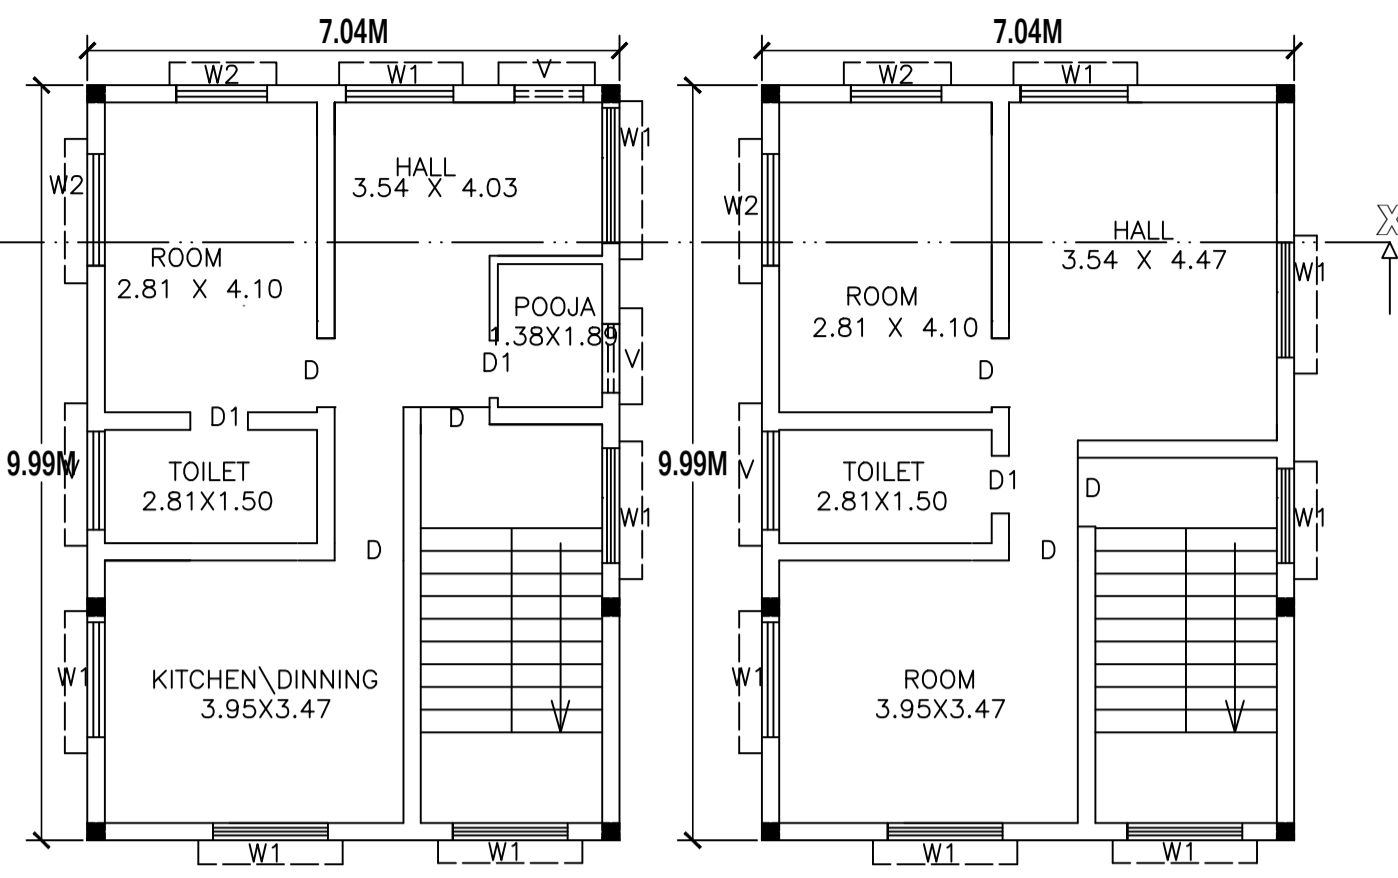 7.04M
7.04M
W2
W1
V
W2
W1
W1
HALL
3.54 X 4.03
W2
W2
X
HALL
3.54 X 4.47
ROOM
2.81 X 4.10
W1
ROOM
2.81 X 4.10
POOJA
1.38X1.89
D1
V
D
D
D1
D
9.99M
V
TOILET
2.81X1.50
W1
D
9.99M
V
TOILET
2.81X1.50
D1
D
W1
D
KITCHEN\DINNING
3.95X3.47
W1
ROOM
3.95X3.47
W1
W1
W1
W1
W1